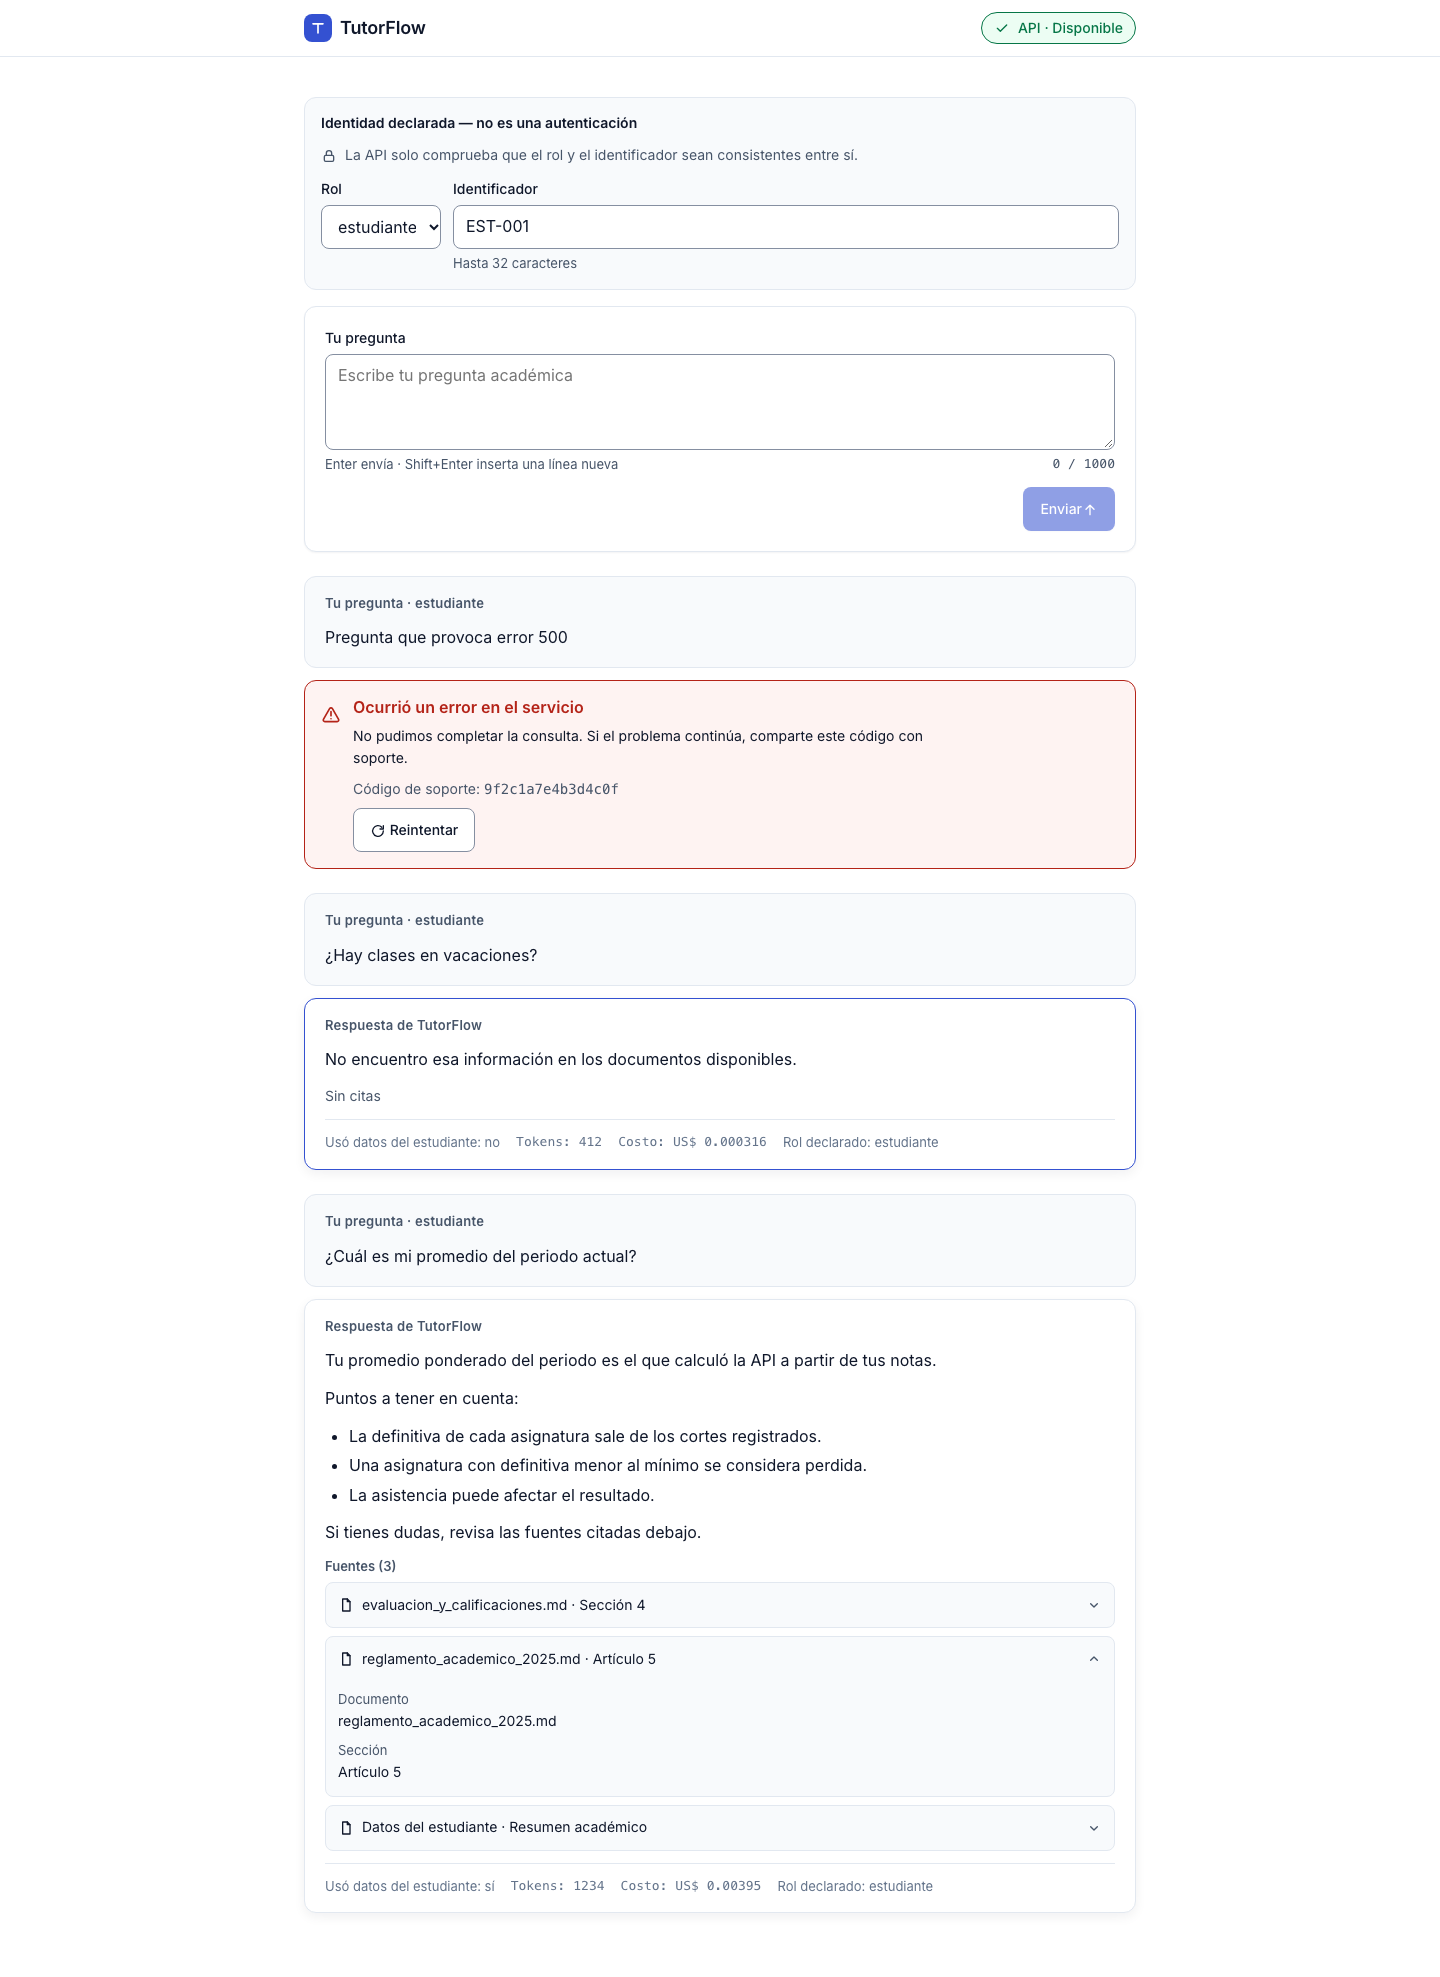 T TutorFlow
API · Disponible
Identidad declarada — no es una autenticación
La API solo comprueba que el rol y el identificador sean consistentes entre sí.
Rol
Identificador
estudiante
EST-001
Hasta 32 caracteres
Tu pregunta
Escribe tu pregunta académica
Enter envía · Shift+Enter inserta una línea nueva
0 / 1000
Enviar↑
Tu pregunta · estudiante
Pregunta que provoca error 500
Ocurrió un error en el servicio
No pudimos completar la consulta. Si el problema continúa, comparte este código con
soporte.
Código de soporte: 9f2c1a7e4b3d4c0f
Reintentar
Tu pregunta · estudiante
¿Hay clases en vacaciones?
Respuesta de TutorFlow
No encuentro esa información en los documentos disponibles.
Sin citas
Usó datos del estudiante: no Tokens: 412 Costo: US$ 0.000316 Rol declarado: estudiante
Tu pregunta · estudiante
¿Cuál es mi promedio del periodo actual?
Respuesta de TutorFlow
Tu promedio ponderado del periodo es el que calculó la API a partir de tus notas.
Puntos a tener en cuenta:
• La definitiva de cada asignatura sale de los cortes registrados.
• Una asignatura con definitiva menor al mínimo se considera perdida.
• La asistencia puede afectar el resultado.
Si tienes dudas, revisa las fuentes citadas debajo.
Fuentes (3)
evaluacion_y_calificaciones.md · Sección 4
reglamento_academico_2025.md · Artículo 5
Documento
reglamento_academico_2025.md
Sección
Artículo 5
Datos del estudiante · Resumen académico
Usó datos del estudiante: sí Tokens: 1234 Costo: US$ 0.00395 Rol declarado: estudiante